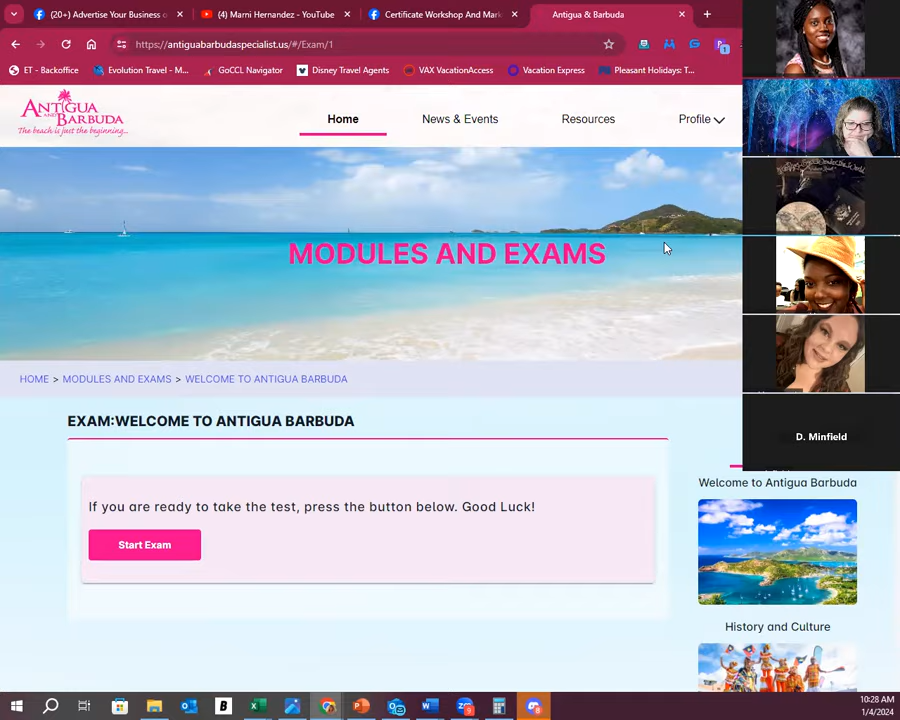 (20+) Advertise Your Business o
(4) Marni Hernandez - YouTube
Certificate Workshop And Mark
Antigua & Barbuda
https://antiguabarbudaspecialist.us/#/Exam/1
ET - Backoffice
Evolution Travel - M...
GoCCL Navigator
Disney Travel Agents
VAX VacationAccess
Vacation Express
Pleasant Holidays: T...
ANTIGUA
AND BARBUDA
The beach is just the beginning...
Home
News & Events
Resources
Profile
MODULES AND EXAMS
HOME > MODULES AND EXAMS > WELCOME TO ANTIGUA BARBUDA
EXAM:WELCOME TO ANTIGUA BARBUDA
If you are ready to take the test, press the button below. Good Luck!
Start Exam
D. Minfield
Welcome to Antigua Barbuda
History and Culture
10:28 AM
1/4/2024